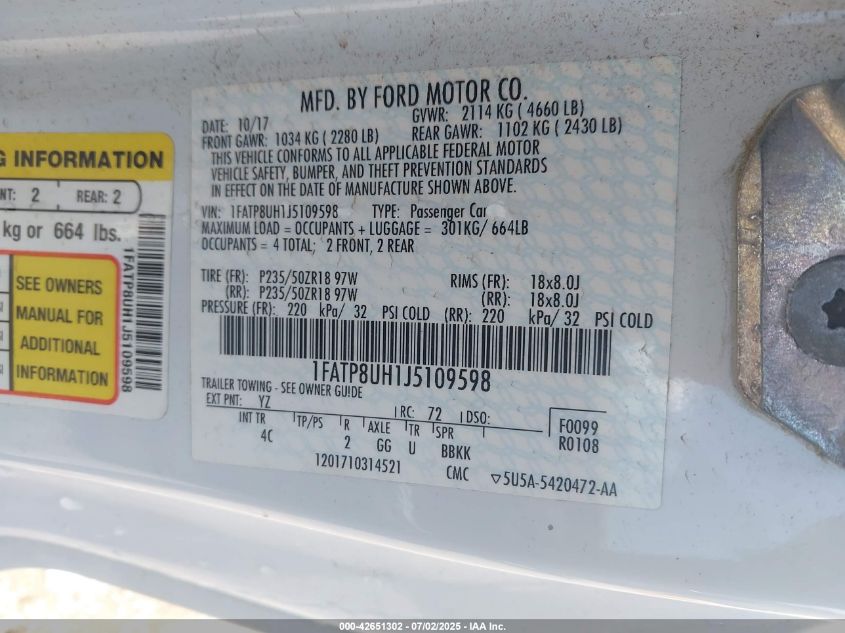 MFD. BY FORD MOTOR CO.
DATE: 10/17 GVWR: 2114 KG ( 4660 LB)
FRONT GAWR: 1034 KG ( 2280 LB) REAR GAWR: 1102 KG ( 2430 LB)
THIS VEHICLE CONFORMS TO ALL APPLICABLE FEDERAL MOTOR
VEHICLE SAFETY, BUMPER, AND THEFT PREVENTION STANDARDS
IN EFFECT ON THE DATE OF MANUFACTURE SHOWN ABOVE.
VIN: 1FATP8UH1J5109598 TYPE: Passenger Car
MAXIMUM LOAD = OCCUPANTS + LUGGAGE = 301KG/ 664LB
OCCUPANTS = 4 TOTAL; 2 FRONT, 2 REAR
TIRE (FR): P235/50ZR18 97W RIMS (FR): 18x8.0J
(RR): P235/50ZR18 97W (RR): 18x8.0J
PRESSURE (FR): 220 kPa/ 32 PSI COLD (RR): 220 kPa/ 32 PSI COLD
1FATP8UH1J5109598
TRAILER TOWING - SEE OWNER GUIDE
EXT PNT: YZ RC: 72 DSO:
INT TR TP/PS R AXLE TR SPR
4C 2 GG U BBKK
F0099
R0108
1201710314521 CMC ▽5U5A-5420472-AA
G INFORMATION
NT: 2 REAR: 2
kg or 664 lbs.
SEE OWNERS
MANUAL FOR
ADDITIONAL
INFORMATION
1FATP8UH1J5109598
000-42651302 - 07/02/2025 - IAA Inc.